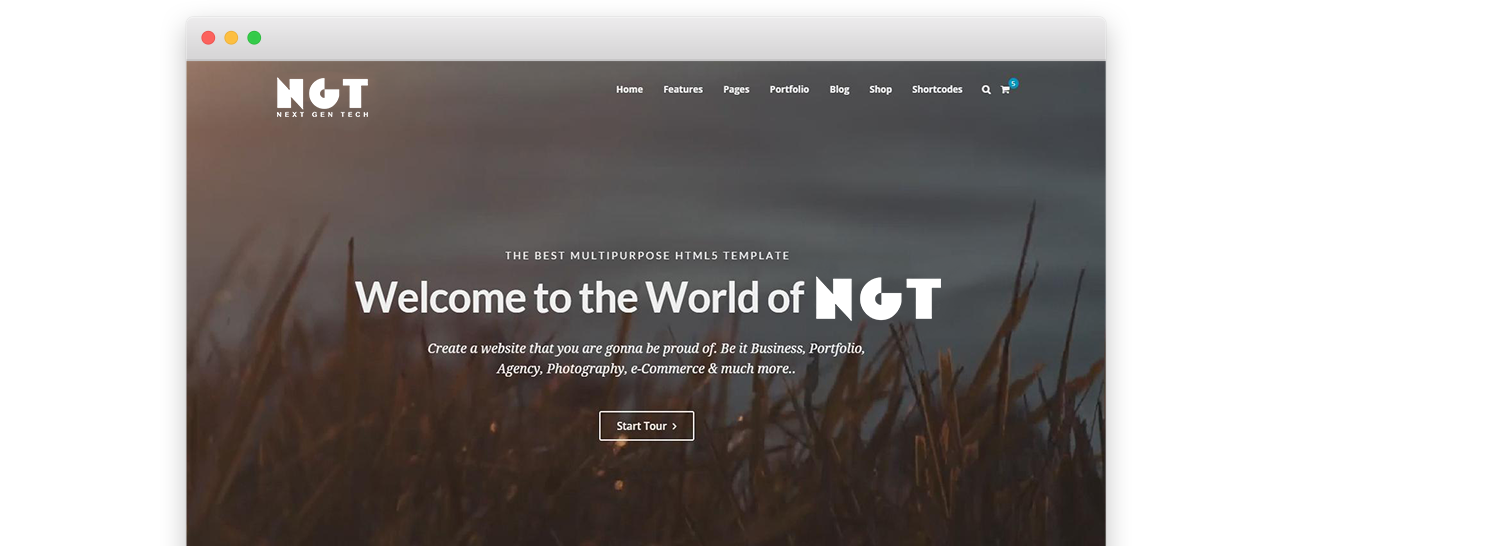 NGT
NEXT GEN TECH
Home Features Pages Portfolio Blog Shop Shortcodes 5
THE BEST MULTIPURPOSE HTML5 TEMPLATE
Welcome to the World of NGT
Create a website that you are gonna be proud of. Be it Business, Portfolio,
Agency, Photography, e-Commerce & much more..
Start Tour